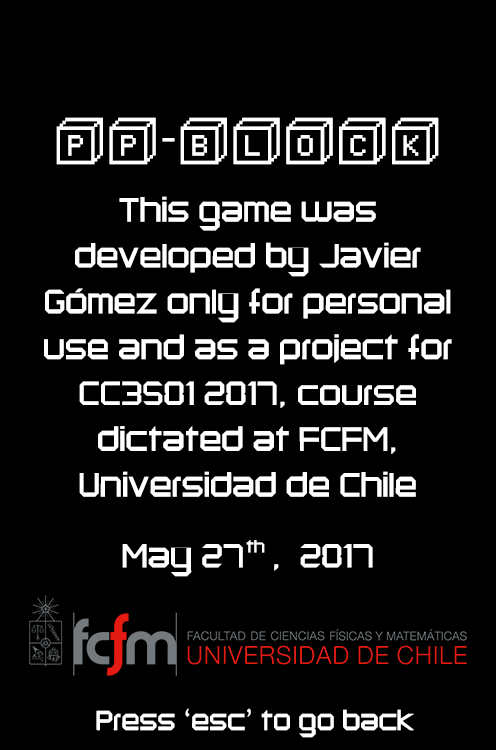 PP-BLOCK
This game was
developed by Javier
Gómez only for personal
use and as a project for
CC3501 2017, course
dictated at FCFM,
Universidad de Chile
May 27th, 2017
fcfm
FACULTAD DE CIENCIAS FÍSICAS Y MATEMÁTICAS
UNIVERSIDAD DE CHILE
Press ‘esc’ to go back